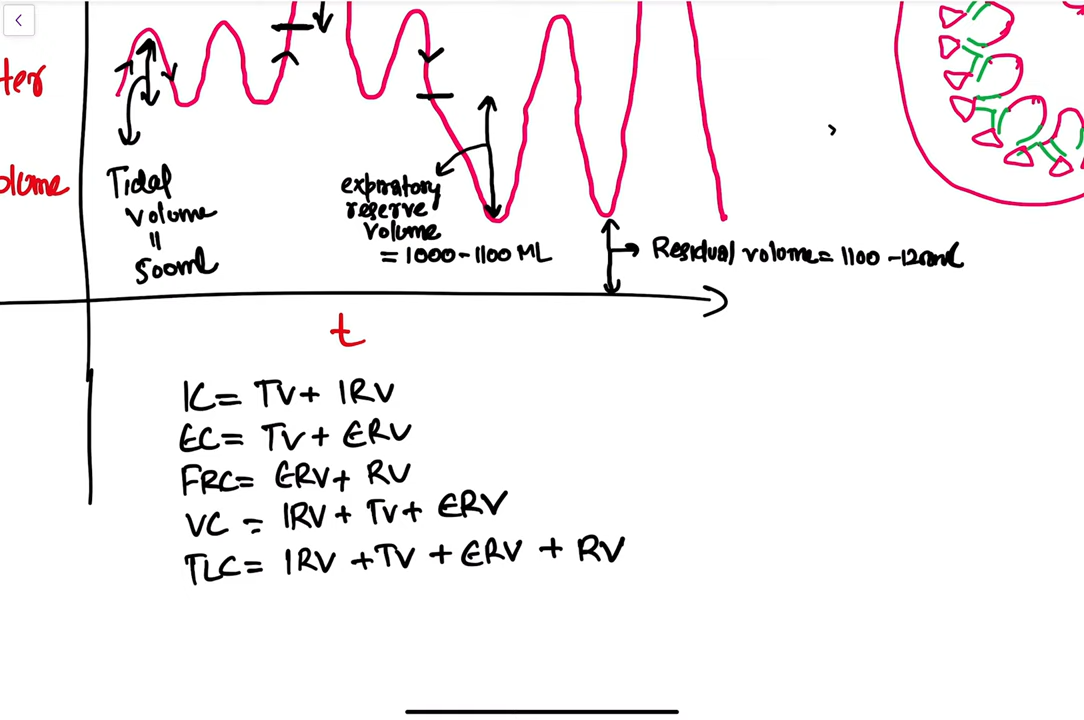 ter
olume
Tidal
volume
=
500ml
expiratory
reserve
volume
= 1000-1100 ML
Residual volume= 1100 -1200ml
t
IC= TV+ IRV
EC= TV+ ERV
FRC= ERV+ RV
VC = IRV + TV+ ERV
TLC= IRV +TV + ERV + RV